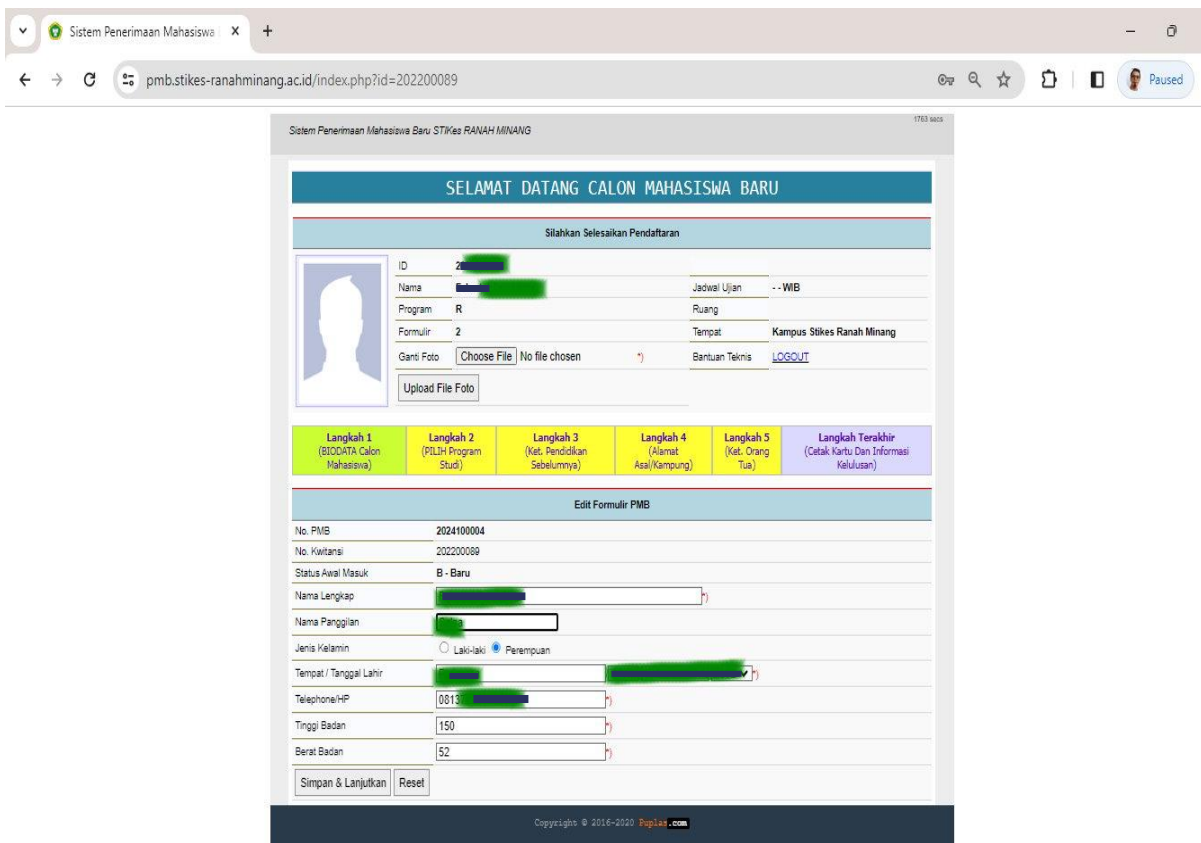 Sistem Penerimaan Mahasiswa
pmb.stikes-ranahminang.ac.id/index.php?id=202200089
Paused
1763 secs
Sistem Penerimaan Mahasiswa Baru STIKes RANAH MINANG
SELAMAT DATANG CALON MAHASISWA BARU
Silahkan Selesaikan Pendaftaran
ID
Nama Jadwal Ujian - - WIB
Program R Ruang
Formulir 2 Tempat Kampus Stikes Ranah Minang
Ganti Foto Choose File No file chosen *) Bantuan Teknis LOGOUT
Upload File Foto
Langkah 1 Langkah 2 Langkah 3 Langkah 4 Langkah 5 Langkah Terakhir
(BIODATA Calon (PILIH Program (Ket. Pendidikan (Alamat (Ket. Orang (Cetak Kartu Dan Informasi
Mahasiswa) Studi) Sebelumnya) Asal/Kampung) Tua) Kelulusan)
Edit Formulir PMB
No. PMB 2024100004
No. Kwitansi 202200089
Status Awal Masuk B - Baru
Nama Lengkap *)
Nama Panggilan
Jenis Kelamin Laki-laki Perempuan
Tempat / Tanggal Lahir *)
Telephone/HP 0813 *)
Tinggi Badan 150 *)
Berat Badan 52 *)
Simpan & Lanjutkan Reset
Copyright © 2016-2020 Puplas.com